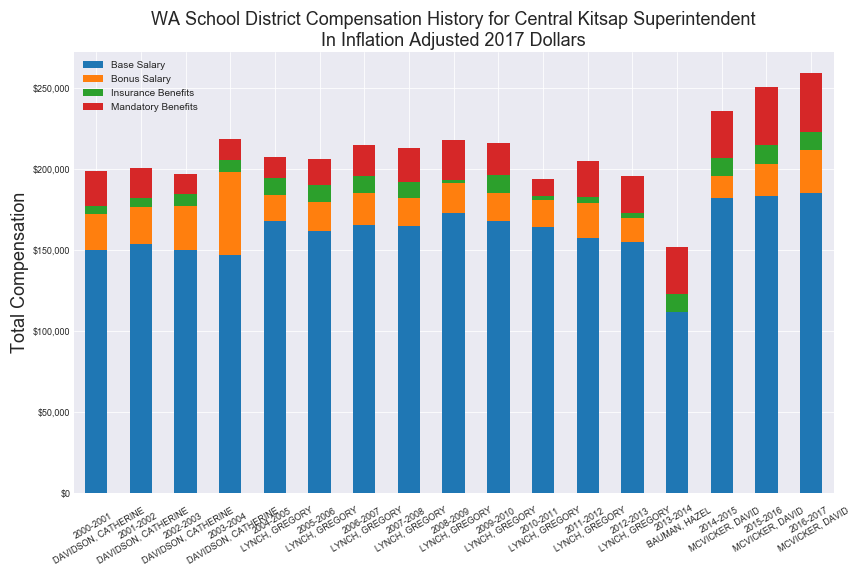 WA School District Compensation History for Central Kitsap Superintendent
In Inflation Adjusted 2017 Dollars
Base Salary
Bonus Salary
Insurance Benefits
Mandatory Benefits
Total Compensation
$250,000
$200,000
$150,000
$100,000
$50,000
$0
2000-2001
DAVIDSON, CATHERINE
2001-2002
DAVIDSON, CATHERINE
2002-2003
DAVIDSON, CATHERINE
2003-2004
DAVIDSON, CATHERINE
2004-2005
LYNCH, GREGORY
2005-2006
LYNCH, GREGORY
2006-2007
LYNCH, GREGORY
2007-2008
LYNCH, GREGORY
2008-2009
LYNCH, GREGORY
2009-2010
LYNCH, GREGORY
2010-2011
LYNCH, GREGORY
2011-2012
LYNCH, GREGORY
2012-2013
LYNCH, GREGORY
2013-2014
BAUMAN, HAZEL
2014-2015
MCVICKER, DAVID
2015-2016
MCVICKER, DAVID
2016-2017
MCVICKER, DAVID